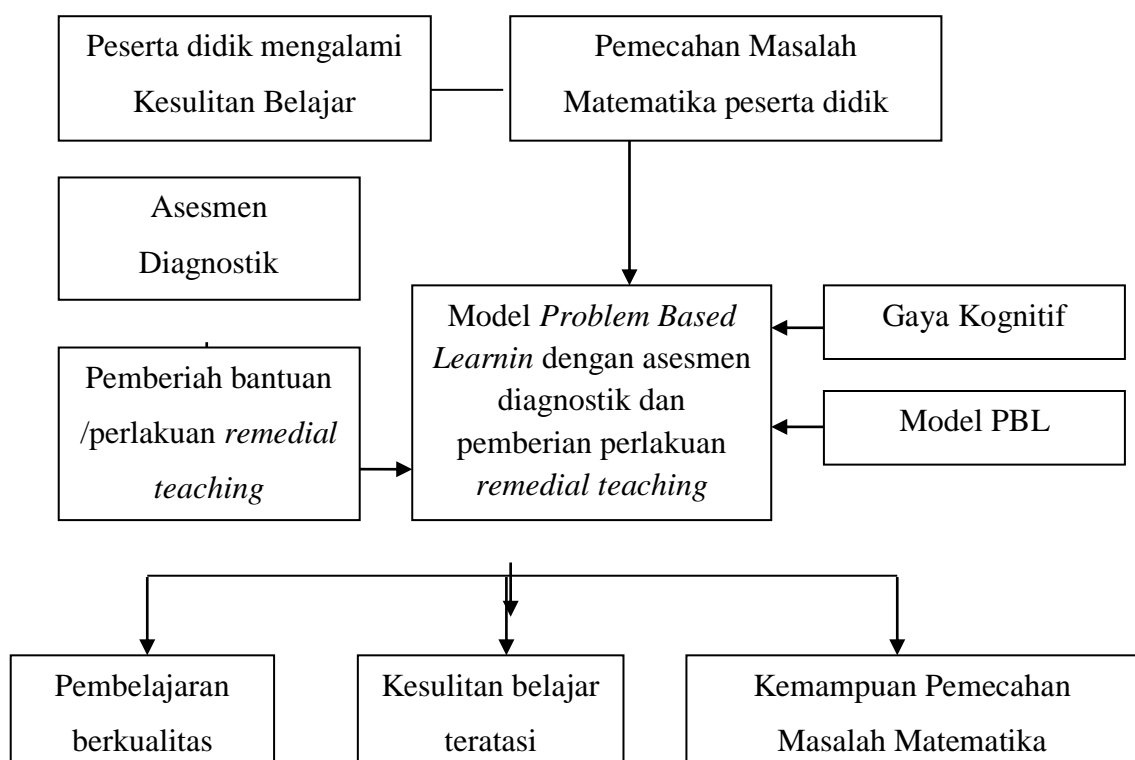 Peserta didik mengalami
Kesulitan Belajar
Pemecahan Masalah
Matematika peserta didik
Asesmen
Diagnostik
Model Problem Based
Learnin dengan asesmen
diagnostik dan
pemberian perlakuan
remedial teaching
Gaya Kognitif
Pemberiah bantuan
/perlakuan remedial
teaching
Model PBL
Pembelajaran
berkualitas
Kesulitan belajar
teratasi
Kemampuan Pemecahan
Masalah Matematika